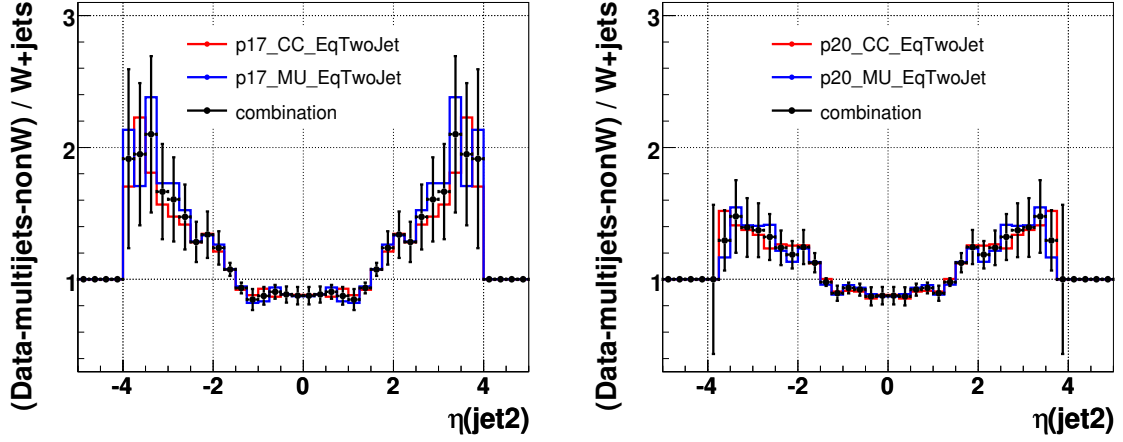 (Data-multijets-nonW) / W+jets
3
2
1
p17_CC_EqTwoJet
p17_MU_EqTwoJet
combination
-4 -2 0 2 4
η(jet2)
(Data-multijets-nonW) / W+jets
3
2
1
p20_CC_EqTwoJet
p20_MU_EqTwoJet
combination
-4 -2 0 2 4
η(jet2)